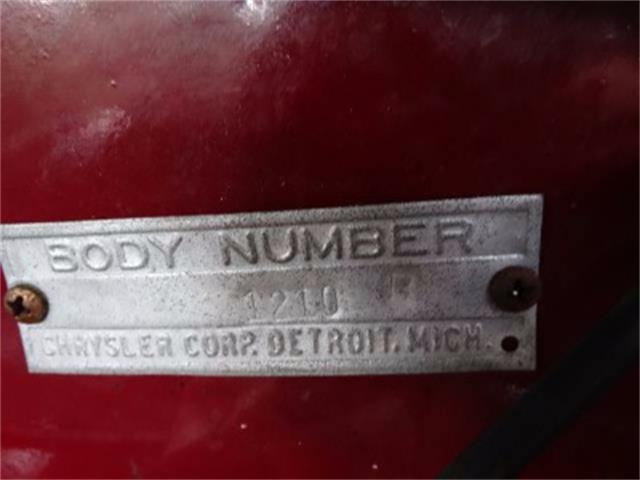 BODY NUMBER
1210
CHRYSLER CORP. DETROIT. MICH.